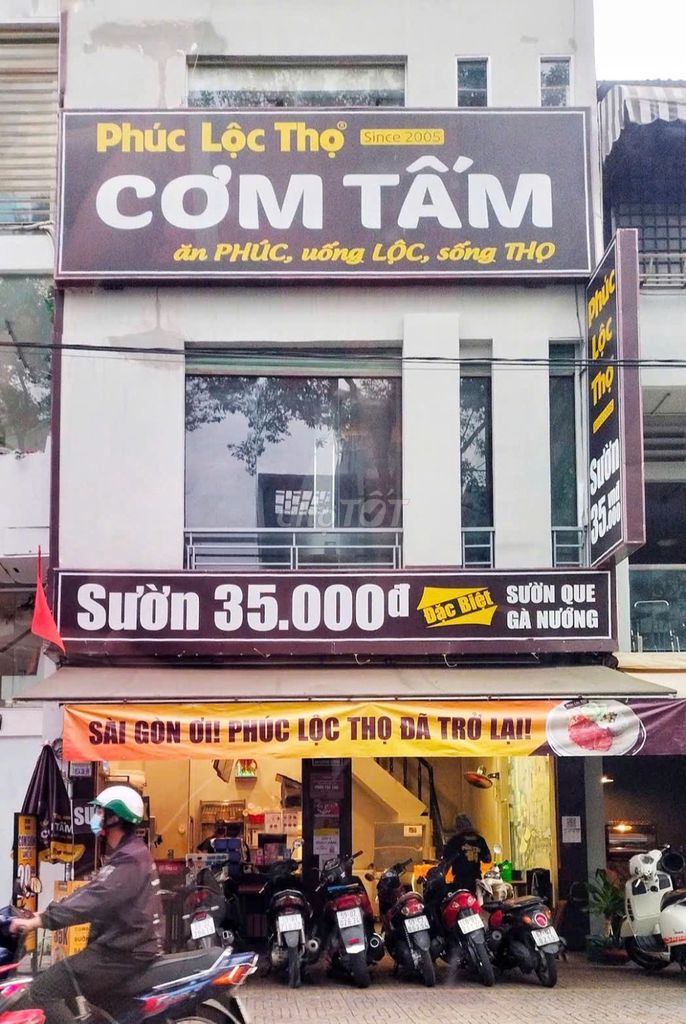 Phúc Lộc Thọ® Since 2005
CƠM TẤM
ăn PHÚC, uống LỘC, sống THỌ
Phúc
Lộc
Thọ
Sườn
35.
chợTỐT
Sườn 35.000đ Đặc Biệt SƯỜN QUE
GÀ NƯỚNG
SÀI GÒN ƠI! PHÚC LỘC THỌ ĐÃ TRỞ LẠI!